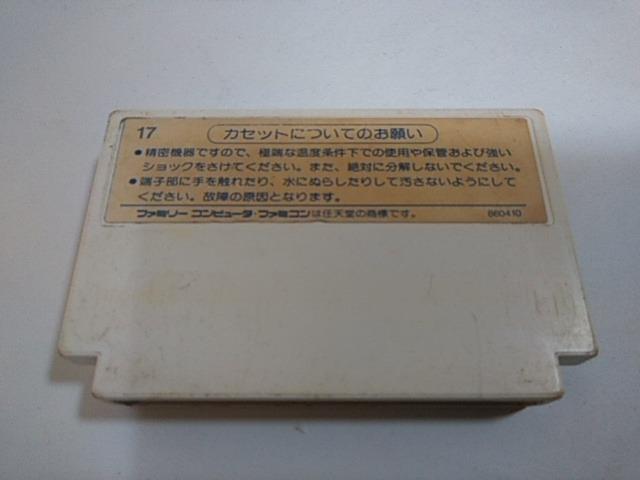 17
カセットについてのお願い
●精密機器ですので、極端な温度条件下での使用や保管および強い
ショックをさけてください。また、絶対に分解しないでください。
●端子部に手を触れたり、水にぬらしたりして汚さないようにして
ください。故障の原因となります。
ファミリー コンピュータ・ファミコンは任天堂の商標です。 860410